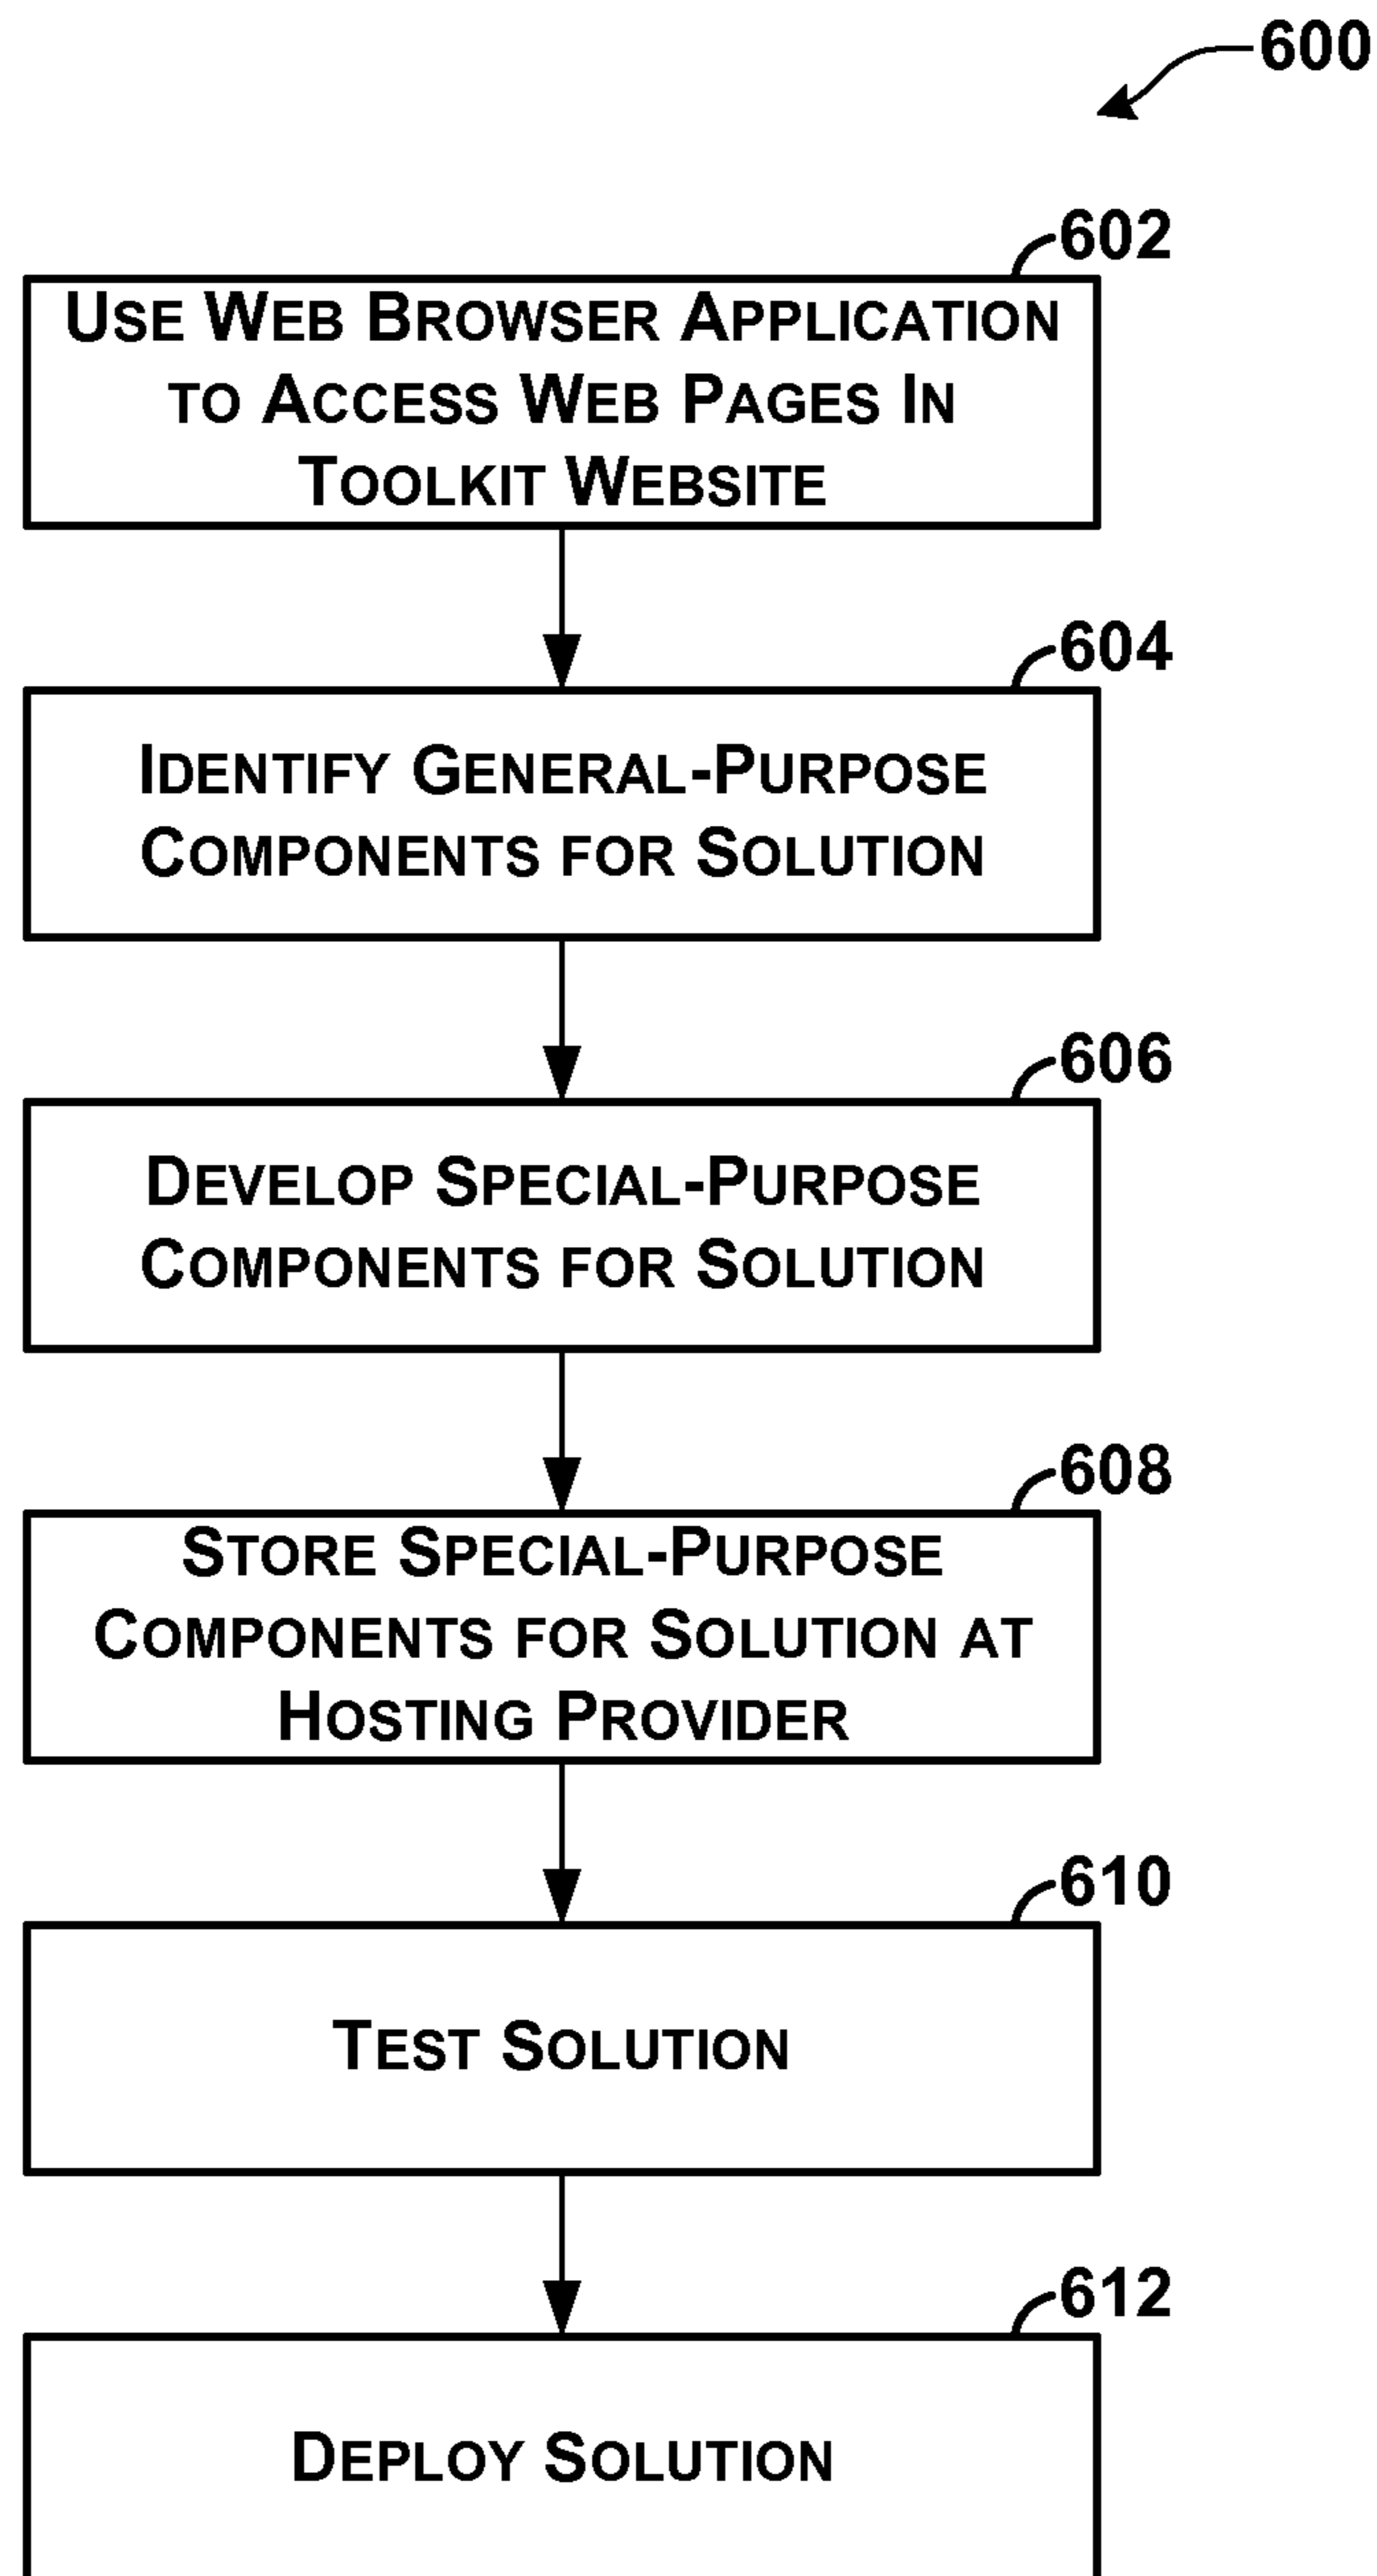 600
602
USE WEB BROWSER APPLICATION
TO ACCESS WEB PAGES IN
TOOLKIT WEBSITE
604
IDENTIFY GENERAL-PURPOSE
COMPONENTS FOR SOLUTION
606
DEVELOP SPECIAL-PURPOSE
COMPONENTS FOR SOLUTION
608
STORE SPECIAL-PURPOSE
COMPONENTS FOR SOLUTION AT
HOSTING PROVIDER
610
TEST SOLUTION
612
DEPLOY SOLUTION